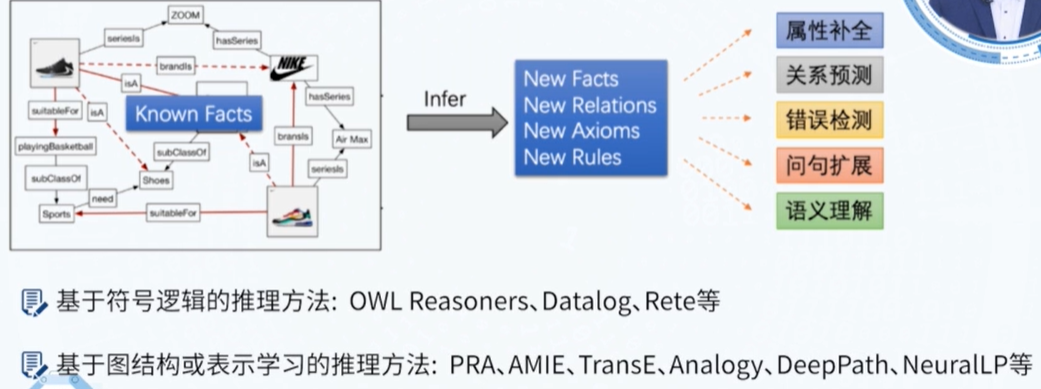 ZOOM
seriesIs
hasSeries
brandIs
NIKE
isA
hasSeries
Known Facts
suitableFor
isA
bransIs
Air Max
playingBasketball
subClassOf
isA
seriesIs
subClassOf
Shoes
need
Sports
suitableFor
Infer
New Facts
New Relations
New Axioms
New Rules
属性补全
关系预测
错误检测
问句扩展
语义理解
基于符号逻辑的推理方法: OWL Reasoners、Datalog、Rete等
基于图结构或表示学习的推理方法: PRA、AMIE、TransE、Analogy、DeepPath、NeuralLP等